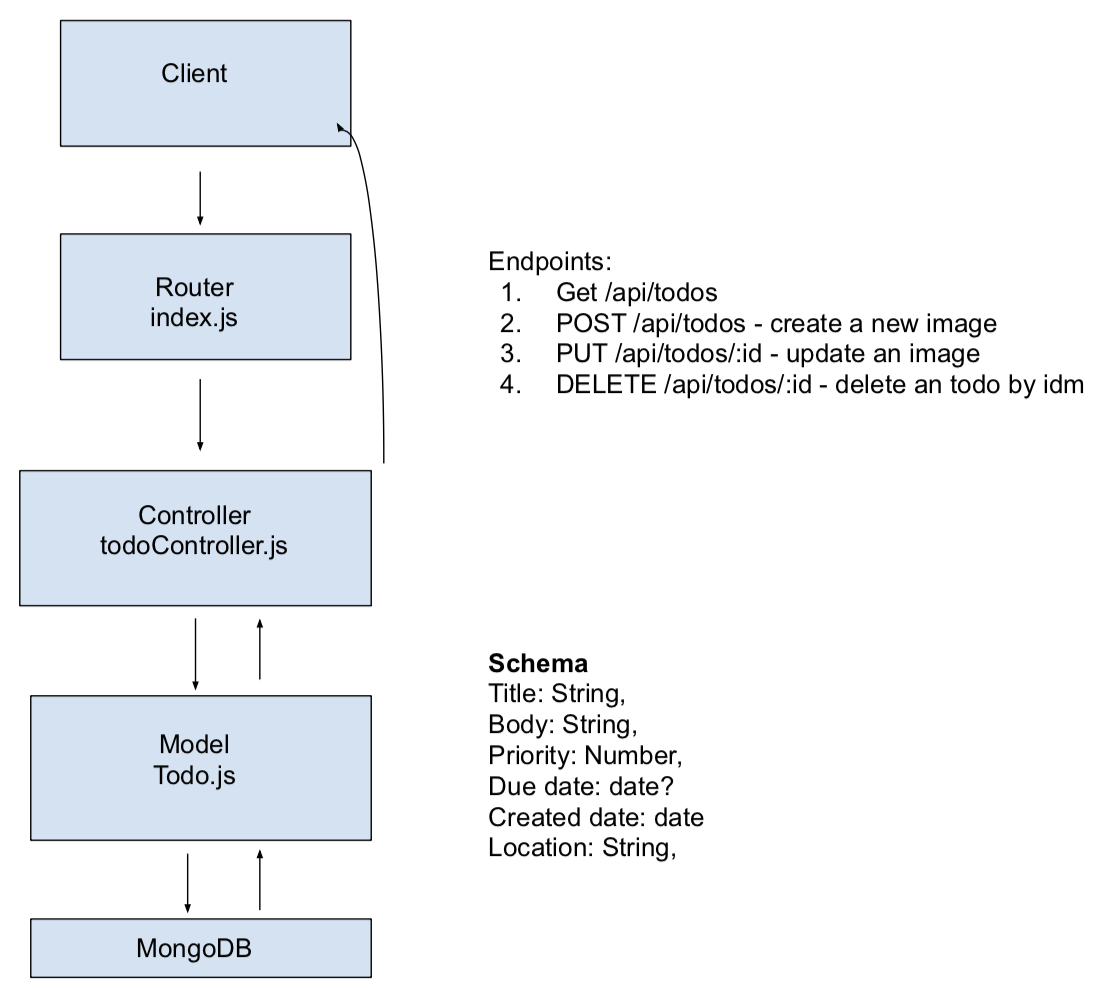 Client
Router
index.js
Endpoints:
1. Get /api/todos
2. POST /api/todos - create a new image
3. PUT /api/todos/:id - update an image
4. DELETE /api/todos/:id - delete an todo by idm
Controller
todoController.js
Model
Todo.js
Schema
Title: String,
Body: String,
Priority: Number,
Due date: date?
Created date: date
Location: String,
MongoDB